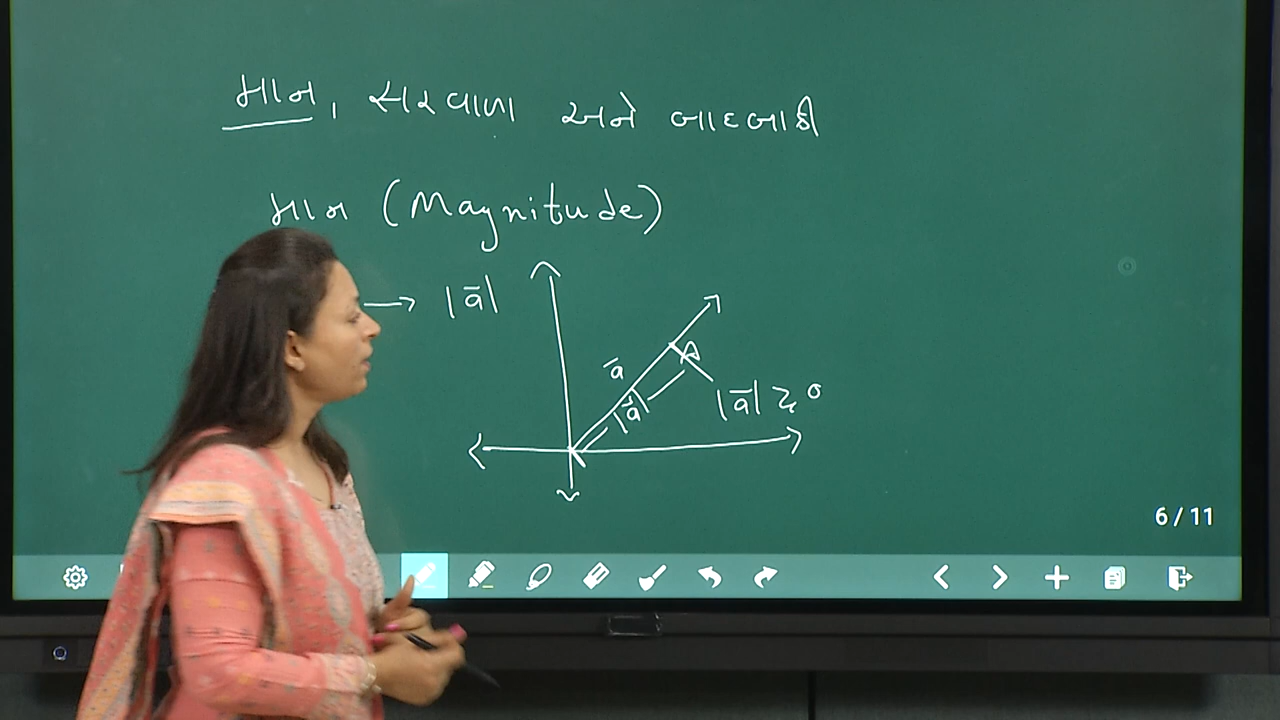 માન, સરવાળા અને બાદબાકી
માન (Magnitude)
→ |a̅|
a̅
A
|a̅|
|a̅| ≥ 0
6 / 11